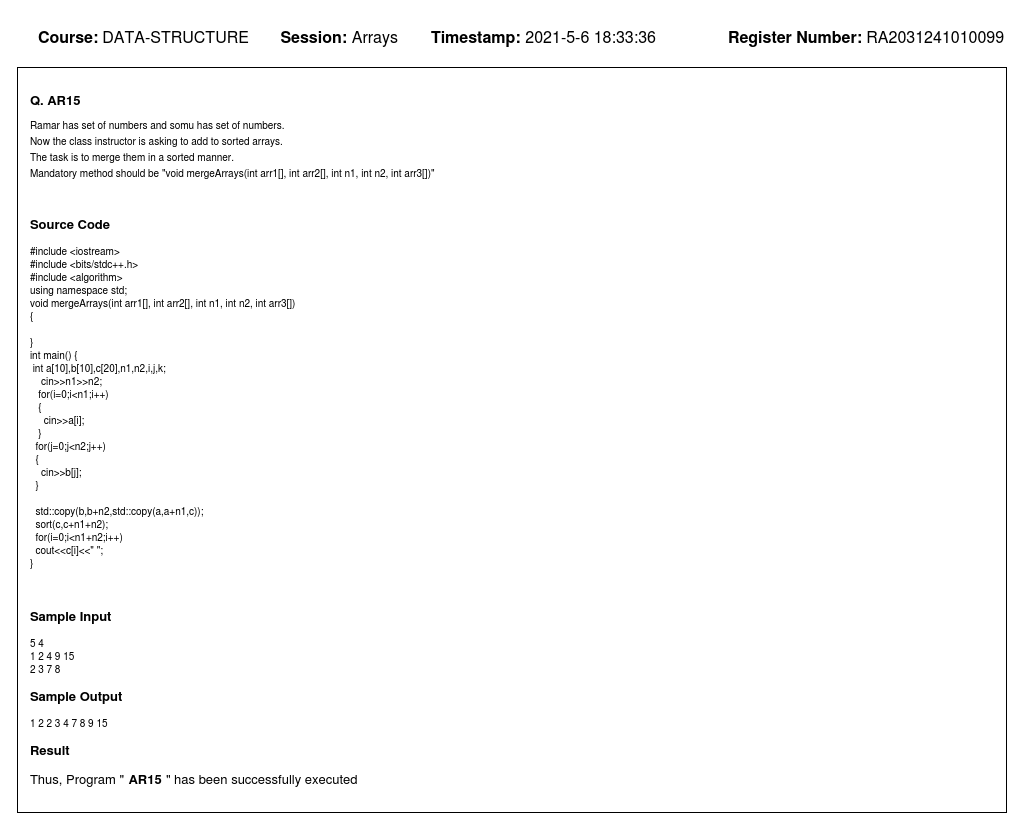 Course: DATA-STRUCTURE Session: Arrays Timestamp: 2021-5-6 18:33:36 Register Number: RA2031241010099
Q. AR15
Ramar has set of numbers and somu has set of numbers.
Now the class instructor is asking to add to sorted arrays.
The task is to merge them in a sorted manner.
Mandatory method should be "void mergeArrays(int arr1[], int arr2[], int n1, int n2, int arr3[])"
Source Code
#include <iostream>
#include <bits/stdc++.h>
#include <algorithm>
using namespace std;
void mergeArrays(int arr1[], int arr2[], int n1, int n2, int arr3[])
{
}
int main() {
int a[10],b[10],c[20],n1,n2,i,j,k;
cin>>n1>>n2;
for(i=0;i<n1;i++)
{
cin>>a[i];
}
for(j=0;j<n2;j++)
{
cin>>b[j];
}
std::copy(b,b+n2,std::copy(a,a+n1,c));
sort(c,c+n1+n2);
for(i=0;i<n1+n2;i++)
cout<<c[i]<<" ";
}
Sample Input
5 4
1 2 4 9 15
2 3 7 8
Sample Output
1 2 2 3 4 7 8 9 15
Result
Thus, Program " AR15 " has been successfully executed